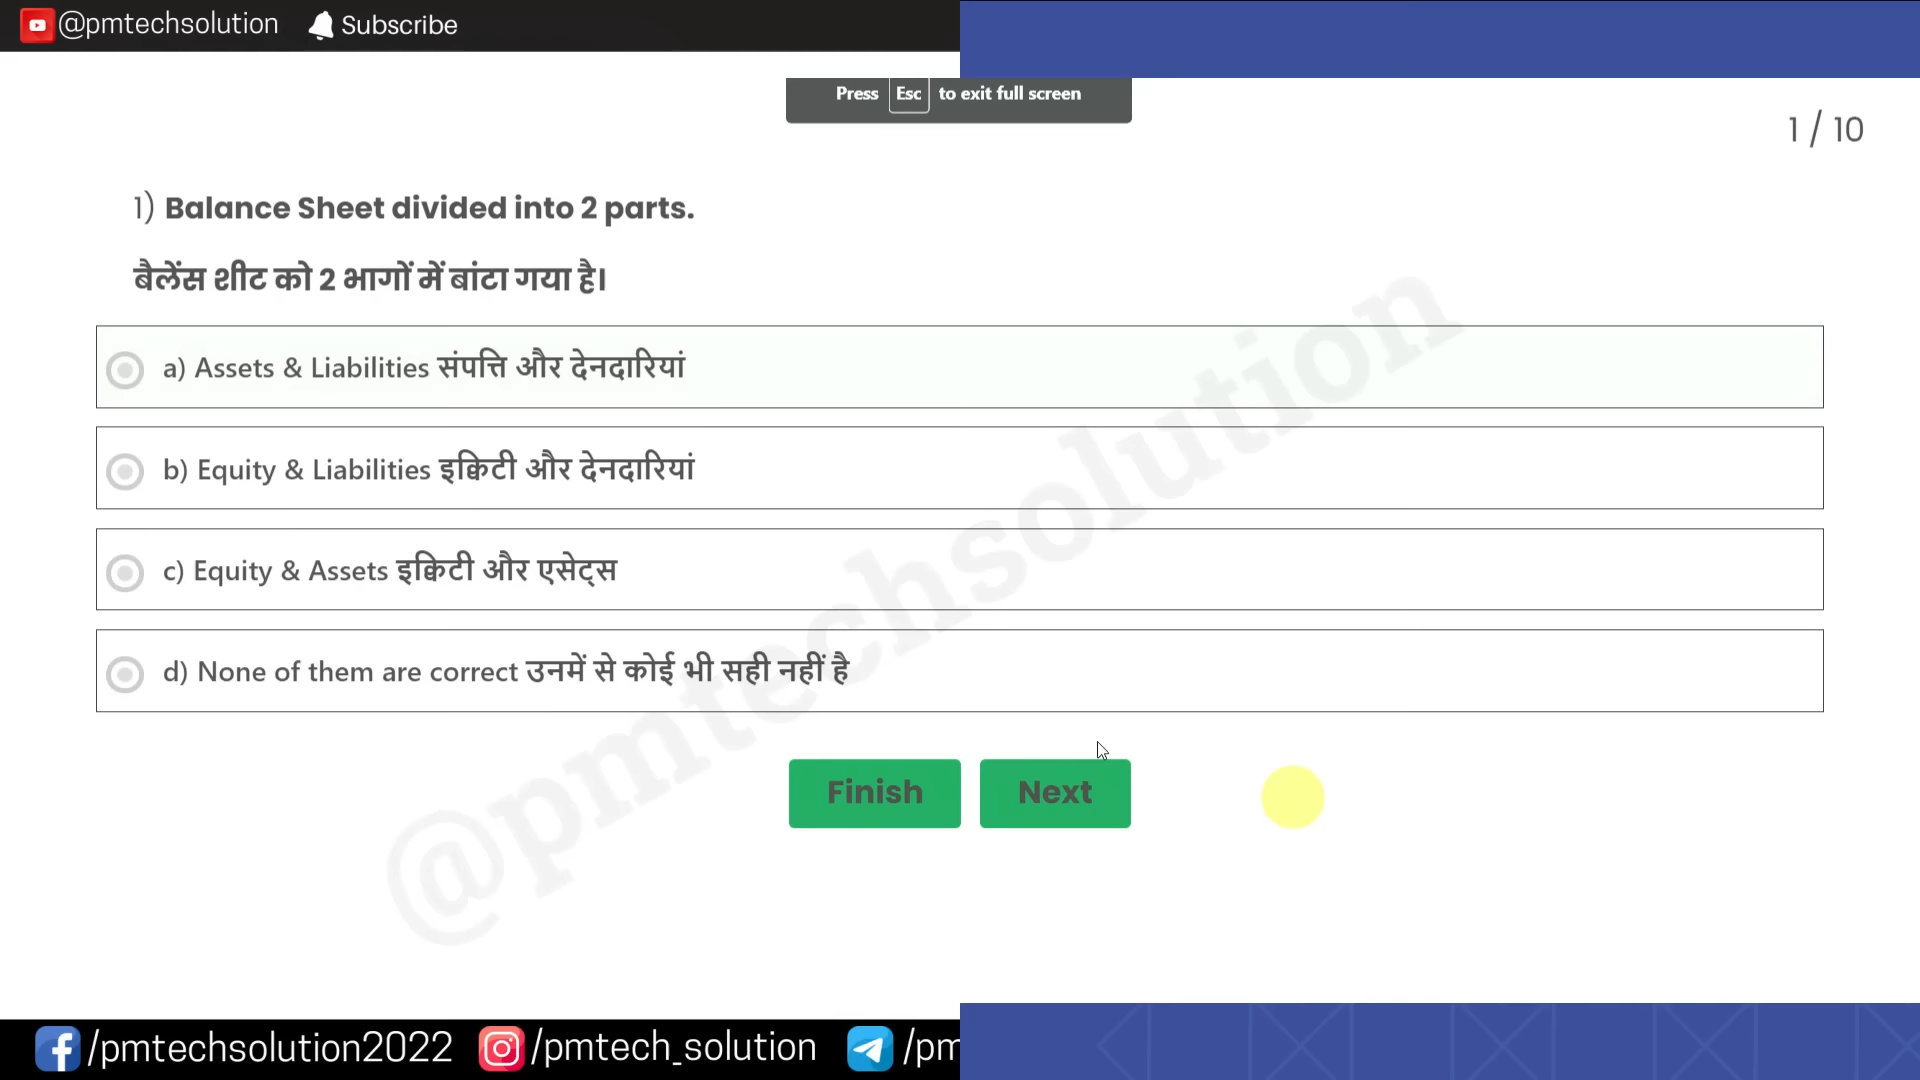 @pmtechsolution Subscribe
Press Esc to exit full screen
1 / 10
1) Balance Sheet divided into 2 parts.
बैलेंस शीट को 2 भागों में बांटा गया है।
a) Assets & Liabilities संपत्ति और देनदारियां
b) Equity & Liabilities इक्विटी और देनदारियां
c) Equity & Assets इक्विटी और एसेट्स
d) None of them are correct उनमें से कोई भी सही नहीं है
Finish Next
@pmtechsolution
/pmtechsolution2022 /pmtech_solution /pm